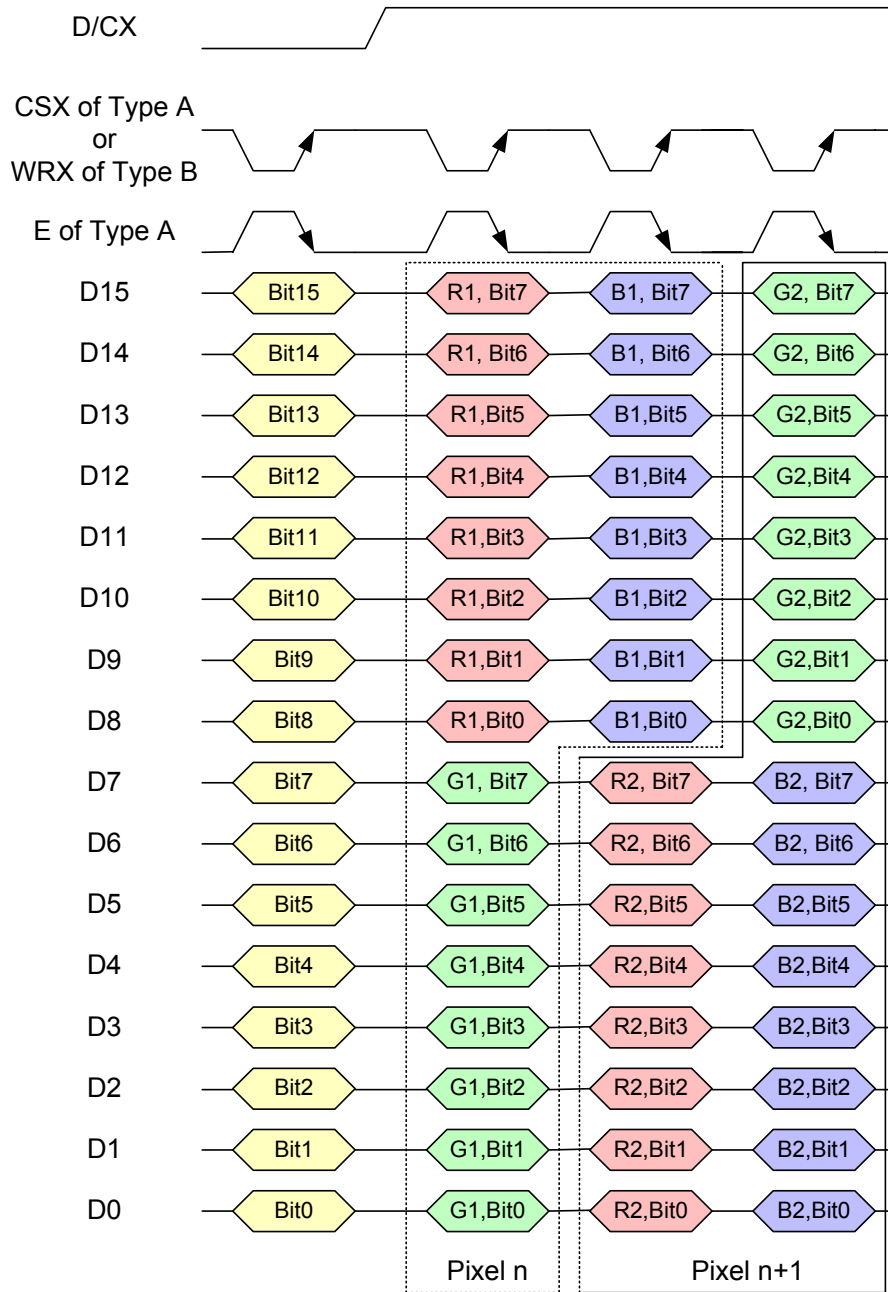 D/CX
CSX of Type A
or
WRX of Type B
E of Type A
D15 Bit15 R1, Bit7 B1, Bit7 G2, Bit7
D14 Bit14 R1, Bit6 B1, Bit6 G2, Bit6
D13 Bit13 R1,Bit5 B1,Bit5 G2,Bit5
D12 Bit12 R1,Bit4 B1,Bit4 G2,Bit4
D11 Bit11 R1,Bit3 B1,Bit3 G2,Bit3
D10 Bit10 R1,Bit2 B1,Bit2 G2,Bit2
D9 Bit9 R1,Bit1 B1,Bit1 G2,Bit1
D8 Bit8 R1,Bit0 B1,Bit0 G2,Bit0
D7 Bit7 G1, Bit7 R2, Bit7 B2, Bit7
D6 Bit6 G1, Bit6 R2, Bit6 B2, Bit6
D5 Bit5 G1,Bit5 R2,Bit5 B2,Bit5
D4 Bit4 G1,Bit4 R2,Bit4 B2,Bit4
D3 Bit3 G1,Bit3 R2,Bit3 B2,Bit3
D2 Bit2 G1,Bit2 R2,Bit2 B2,Bit2
D1 Bit1 G1,Bit1 R2,Bit1 B2,Bit1
D0 Bit0 G1,Bit0 R2,Bit0 B2,Bit0
Pixel n Pixel n+1